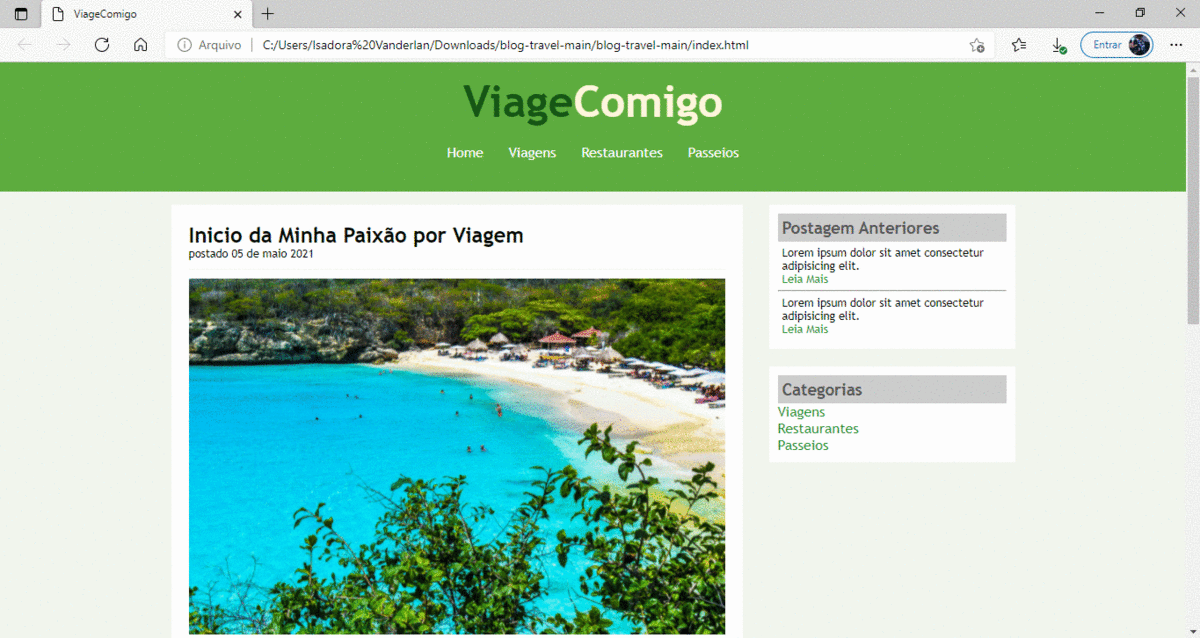 ViageComigo
Arquivo
C:/Users/Isadora%20Vanderlan/Downloads/blog-travel-main/blog-travel-main/index.html
Entrar
ViageComigo
Home Viagens Restaurantes Passeios
Inicio da Minha Paixão por Viagem
postado 05 de maio 2021
Postagem Anteriores
Lorem ipsum dolor sit amet consectetur
adipisicing elit.
Leia Mais
Lorem ipsum dolor sit amet consectetur
adipisicing elit.
Leia Mais
Categorias
Viagens
Restaurantes
Passeios